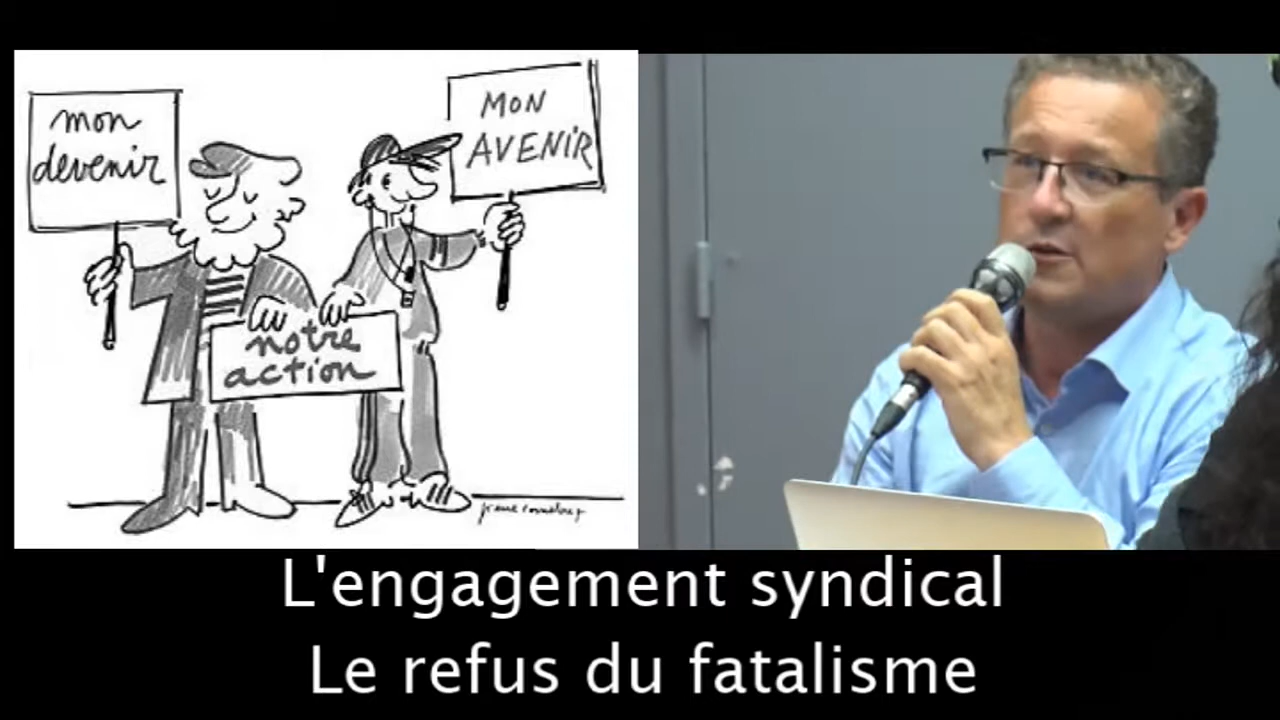 mon
devenir
MON
AVENIR
notre
action
L'engagement syndical
Le refus du fatalisme